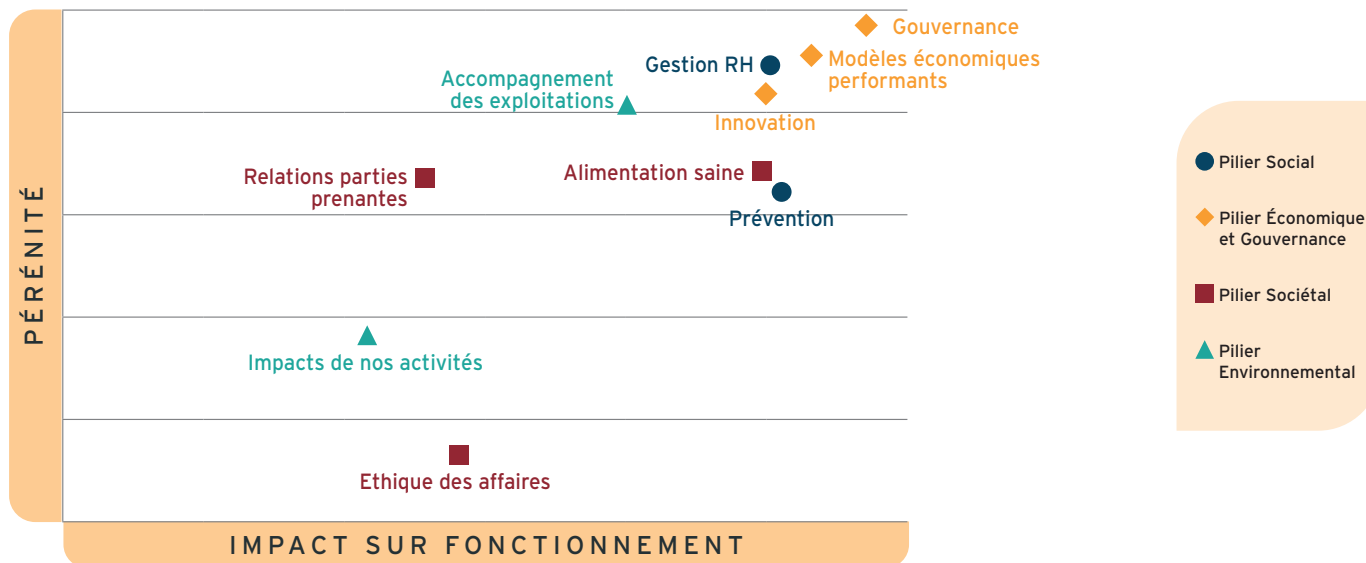 PÉRÉNITÉ
Gouvernance
Gestion RH
Modèles économiques
performants
Accompagnement
des exploitations
Innovation
Relations parties
prenantes
Alimentation saine
Prévention
Impacts de nos activités
Ethique des affaires
IMPACT SUR FONCTIONNEMENT
Pilier Social
Pilier Économique
et Gouvernance
Pilier Sociétal
Pilier
Environnemental